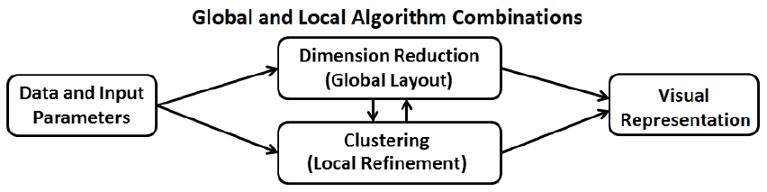 Global and Local Algorithm Combinations
Dimension Reduction
(Global Layout)
Data and Input
Parameters
Clustering
(Local Refinement)
Visual
Representation